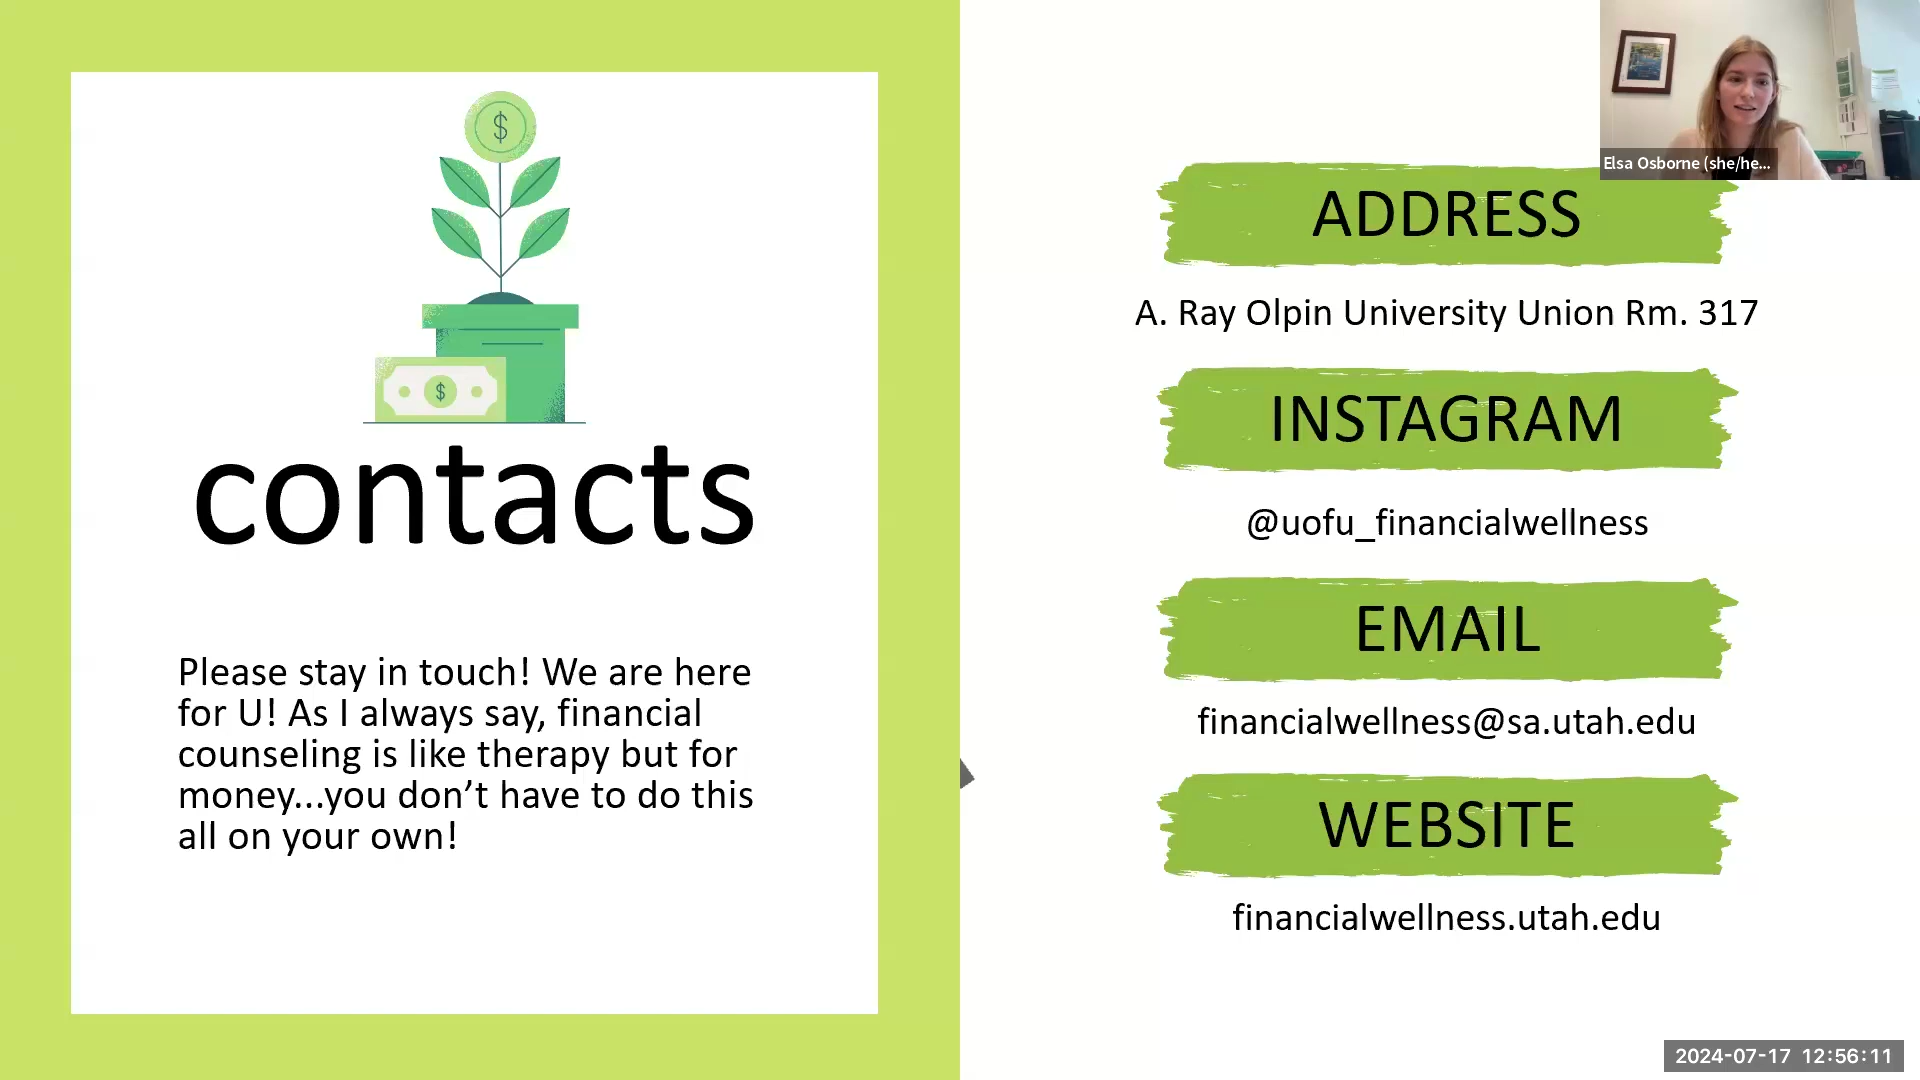 $
$
contacts
Please stay in touch! We are here
for U! As I always say, financial
counseling is like therapy but for
money...you don’t have to do this
all on your own!
Elsa Osborne (she/he...
ADDRESS
A. Ray Olpin University Union Rm. 317
INSTAGRAM
@uofu_financialwellness
EMAIL
financialwellness@sa.utah.edu
WEBSITE
financialwellness.utah.edu
2024-07-17 12:56:11